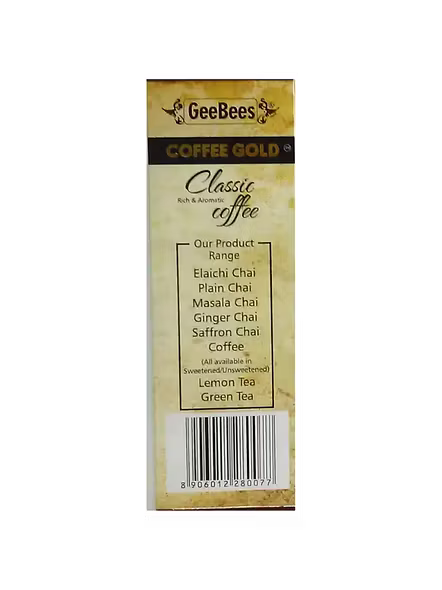 GeeBees ®
COFFEE GOLD
Classic
Rich & Aromatic
coffee
Our Product
Range
Elaichi Chai
Plain Chai
Masala Chai
Ginger Chai
Saffron Chai
Coffee
(All available in
Sweetened/Unsweetened)
Lemon Tea
Green Tea
8 906012 280077